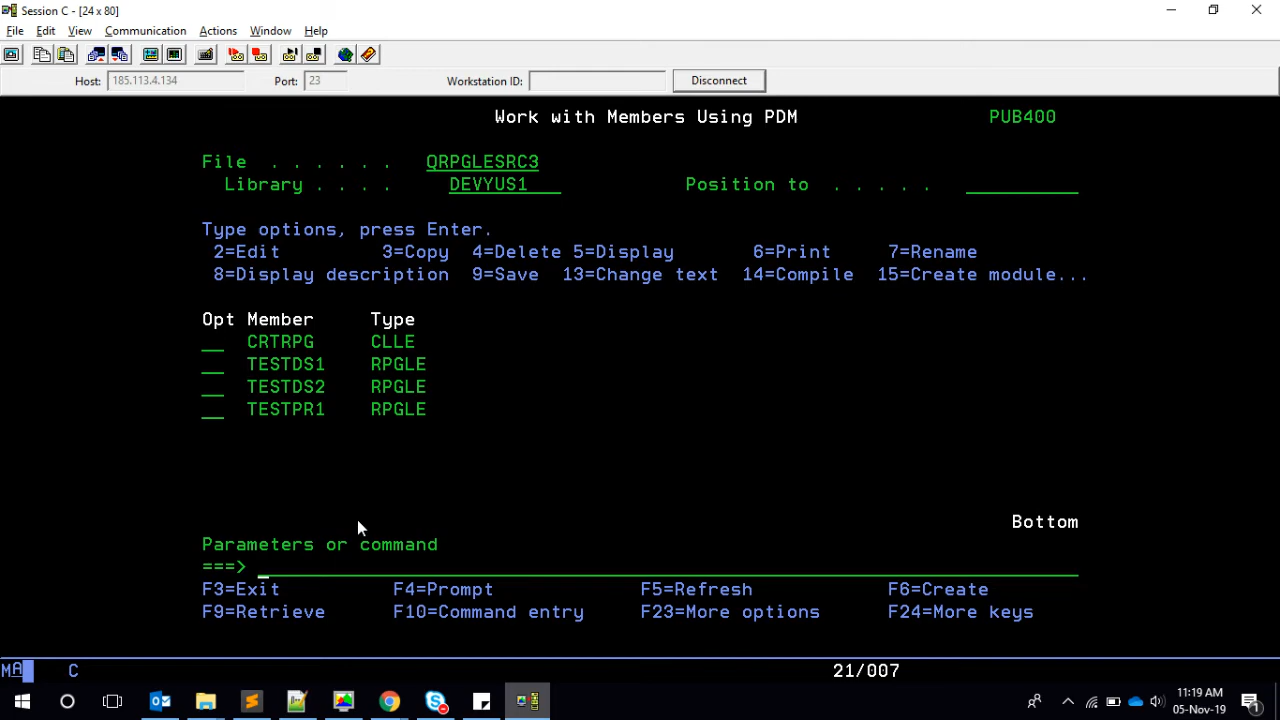 Session C - [24 x 80]
File Edit View Communication Actions Window Help
Host: 185.113.4.134 Port: 23 Workstation ID: Disconnect
Work with Members Using PDM PUB400
File . . . . . . QRPGLESRC3
Library . . . . DEVYUS1 Position to . . . . .
Type options, press Enter.
2=Edit 3=Copy 4=Delete 5=Display 6=Print 7=Rename
8=Display description 9=Save 13=Change text 14=Compile 15=Create module...
Opt Member Type
CRTRPG CLLE
TESTDS1 RPGLE
TESTDS2 RPGLE
TESTPR1 RPGLE
Bottom
Parameters or command
===>
F3=Exit F4=Prompt F5=Refresh F6=Create
F9=Retrieve F10=Command entry F23=More options F24=More keys
MA C 21/007
11:19 AM
05-Nov-19